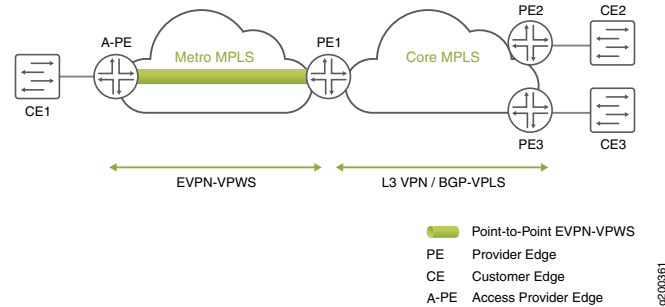 PE2
CE2
A-PE
Metro MPLS
PE1
Core MPLS
CE1
PE3
CE3
EVPN-VPWS
L3 VPN / BGP-VPLS
Point-to-Point EVPN-VPWS
PE Provider Edge
CE Customer Edge
A-PE Access Provider Edge
g200361